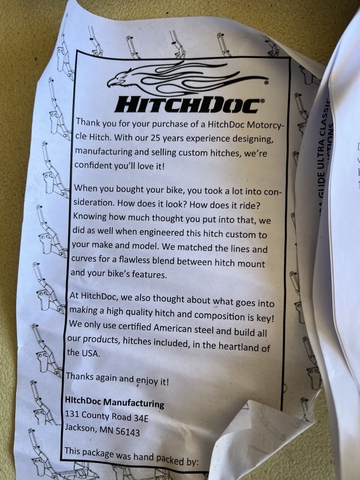 HITCHDOC®
Thank you for your purchase of a HitchDoc Motorcy-
cle Hitch. With our 25 years experience designing,
manufacturing and selling custom hitches, we're
confident you'll love it!
When you bought your bike, you took a lot into con-
sideration. How does it look? How does it ride?
Knowing how much thought you put into that, we
did as well when engineered this hitch custom to
your make and model. We matched the lines and
curves for a flawless blend between hitch mount
and your bike's features.
At HitchDoc, we also thought about what goes into
making a high quality hitch and composition is key!
We only use certified American steel and build all
our products, hitches included, in the heartland of
the USA.
Thanks again and enjoy it!
HitchDoc Manufacturing
131 County Road 34E
Jackson, MN 56143
This package was hand packed by:
GLIDE ULTRA CLASSIC